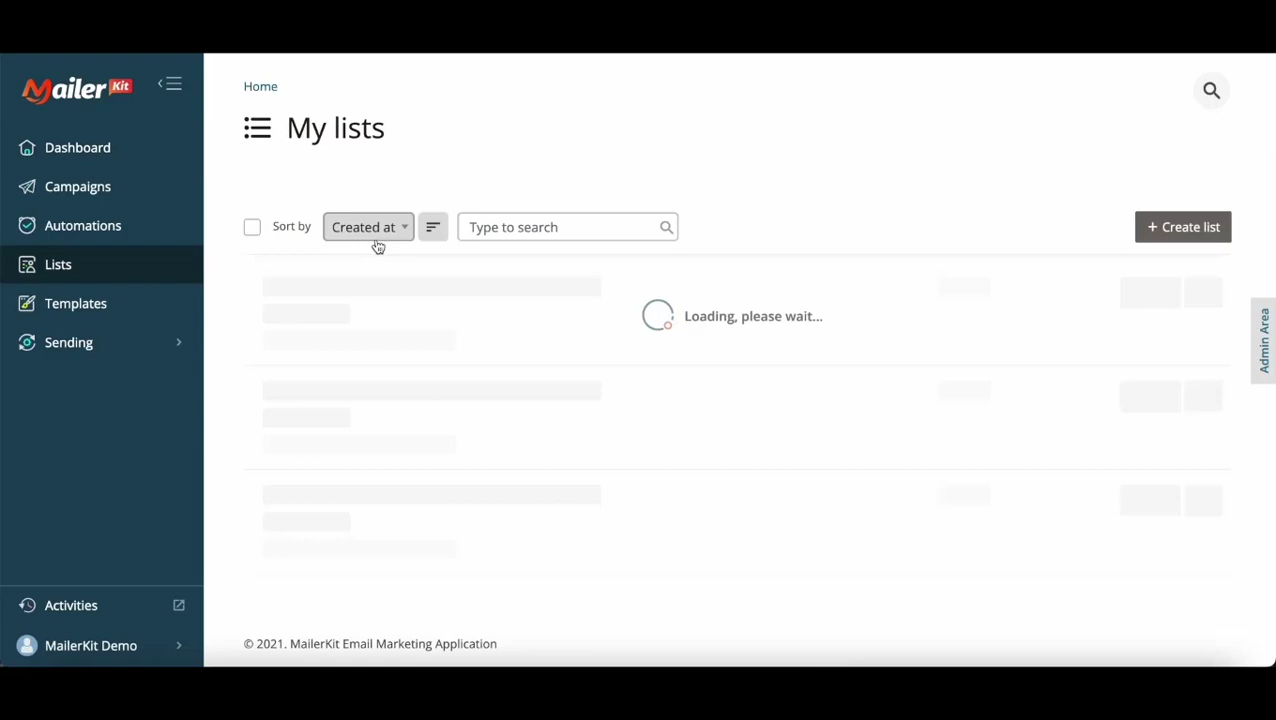 Mailer Kit
Dashboard
Campaigns
Automations
Lists
Templates
Sending
Activities
MailerKit Demo
Home
My lists
Sort by
Created at
Type to search
+ Create list
Loading, please wait...
Admin Area
© 2021. MailerKit Email Marketing Application